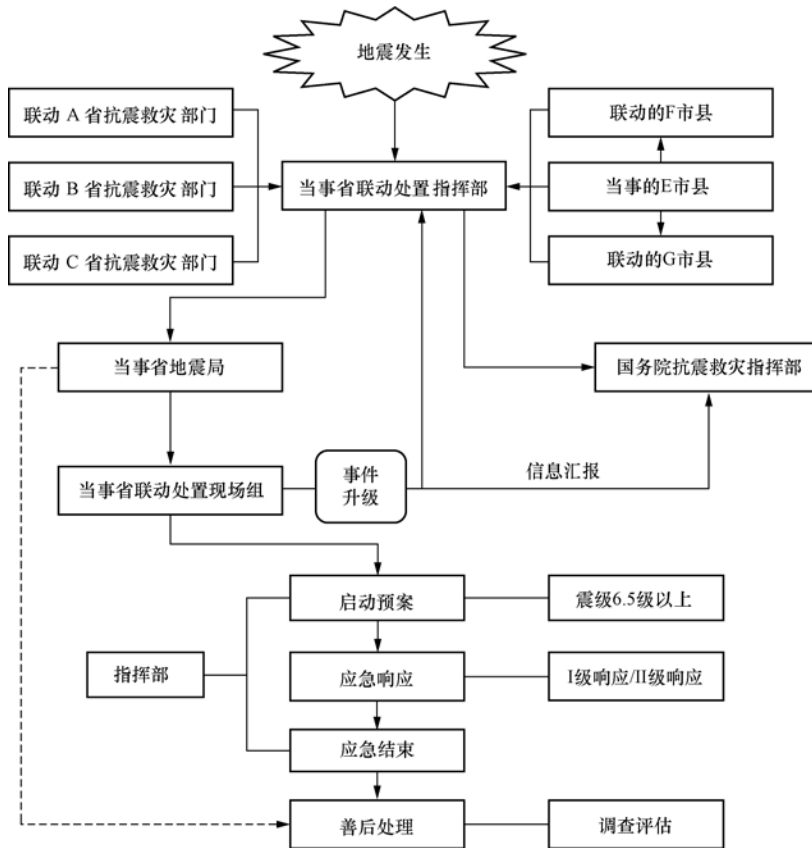 地震发生
联动 A 省抗震救灾 部门
联动的F市县
联动 B 省抗震救灾 部门
当事省联动处置指挥部
当事的E市县
联动 C 省抗震救灾 部门
联动的G市县
当事省地震局
国务院抗震救灾指挥部
当事省联动处置现场组
事件
升级
信息汇报
启动预案
震级6.5级以上
指挥部
应急响应
I级响应/II级响应
应急结束
善后处理
调查评估